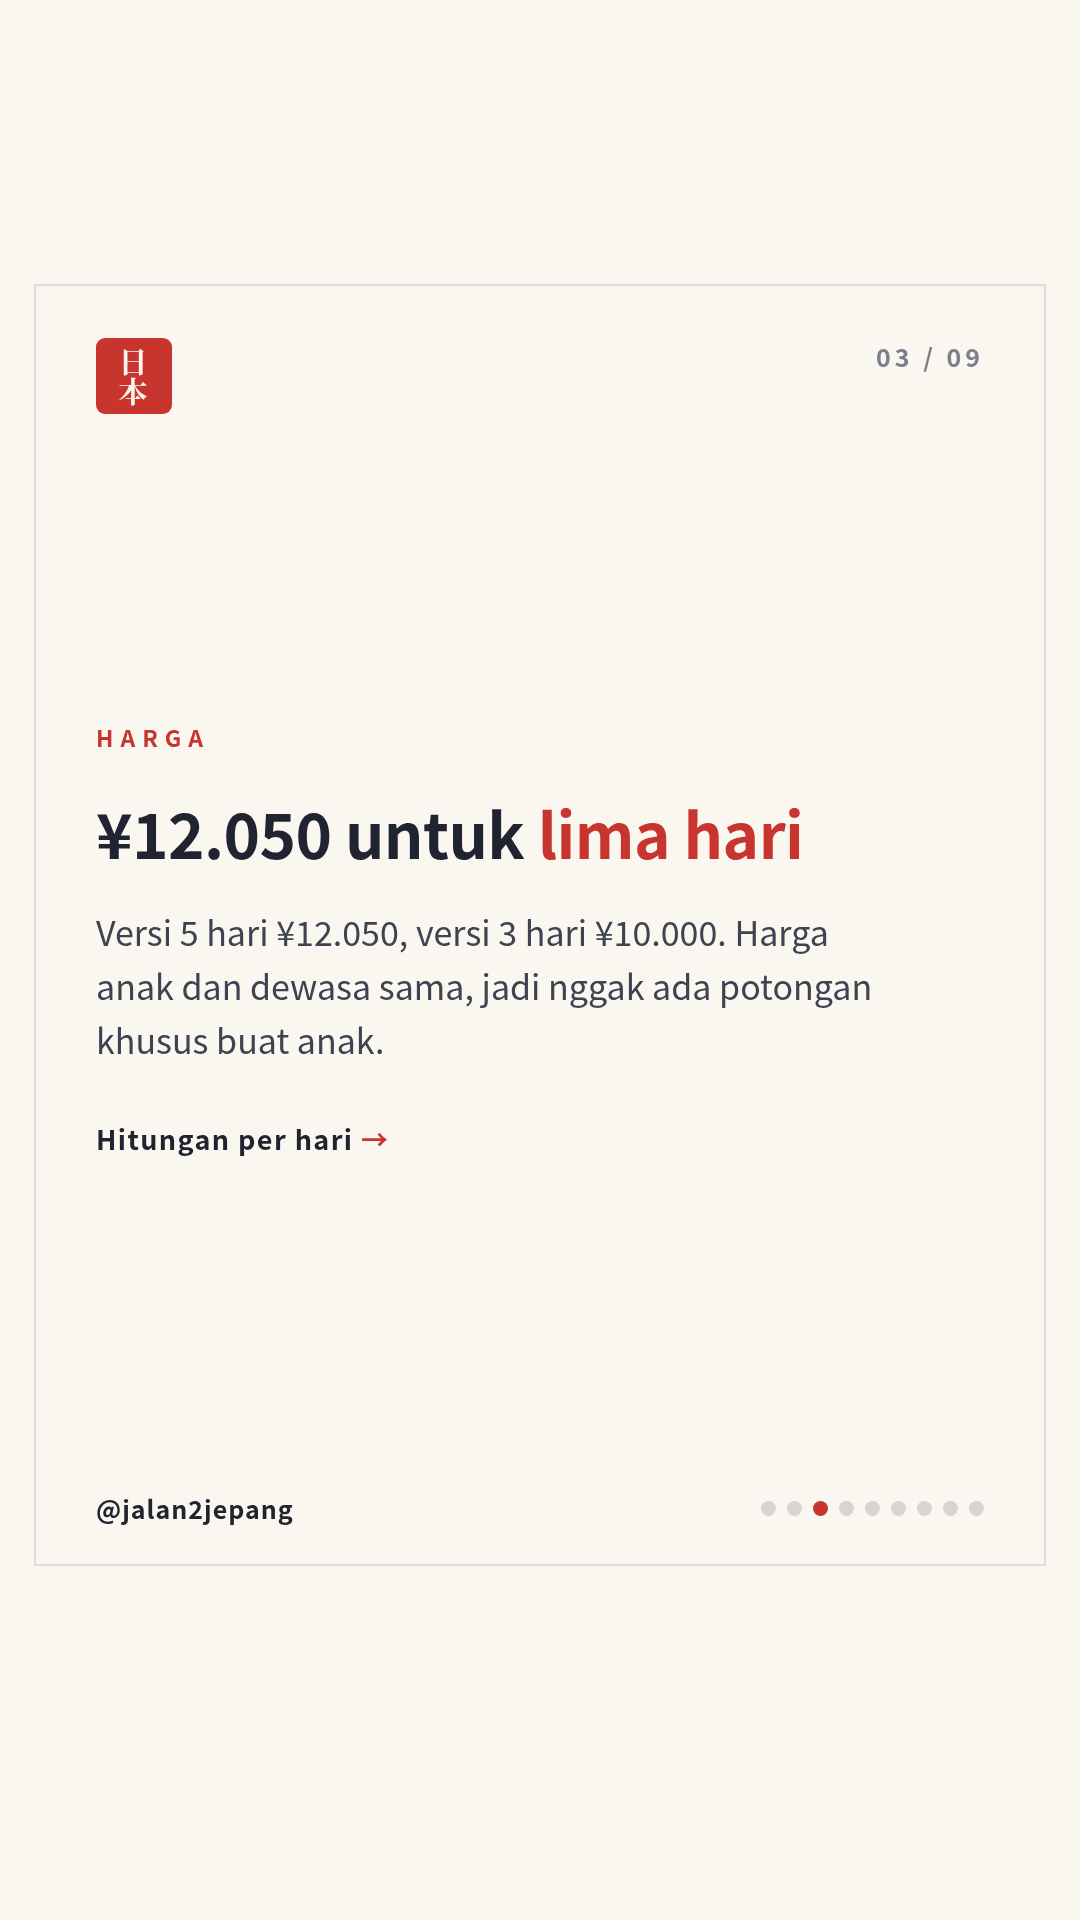 日
本
03 / 09
HARGA
¥12.050 untuk lima hari
Versi 5 hari ¥12.050, versi 3 hari ¥10.000. Harga
anak dan dewasa sama, jadi nggak ada potongan
khusus buat anak.
Hitungan per hari →
@jalan2jepang